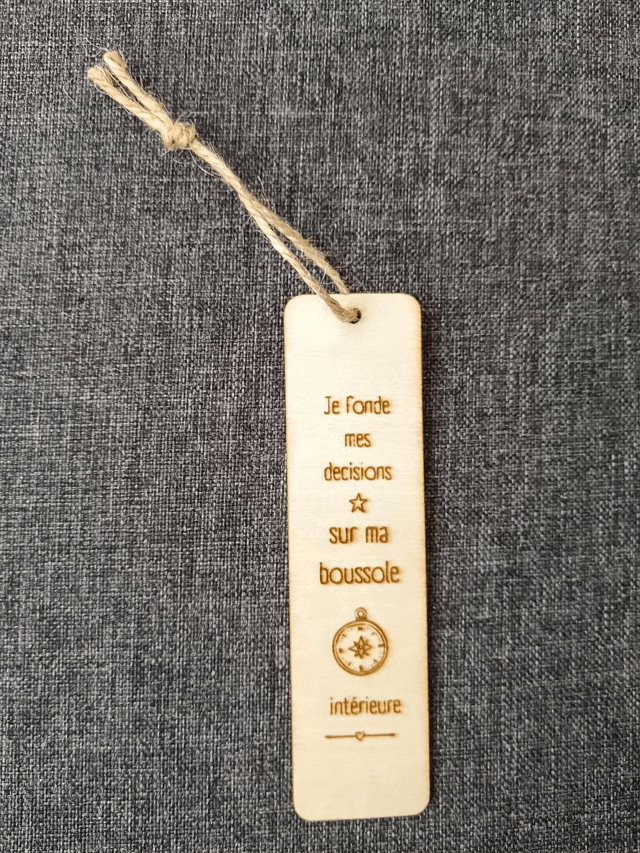 Je fonde
mes
decisions
sur ma
boussole
intérieure